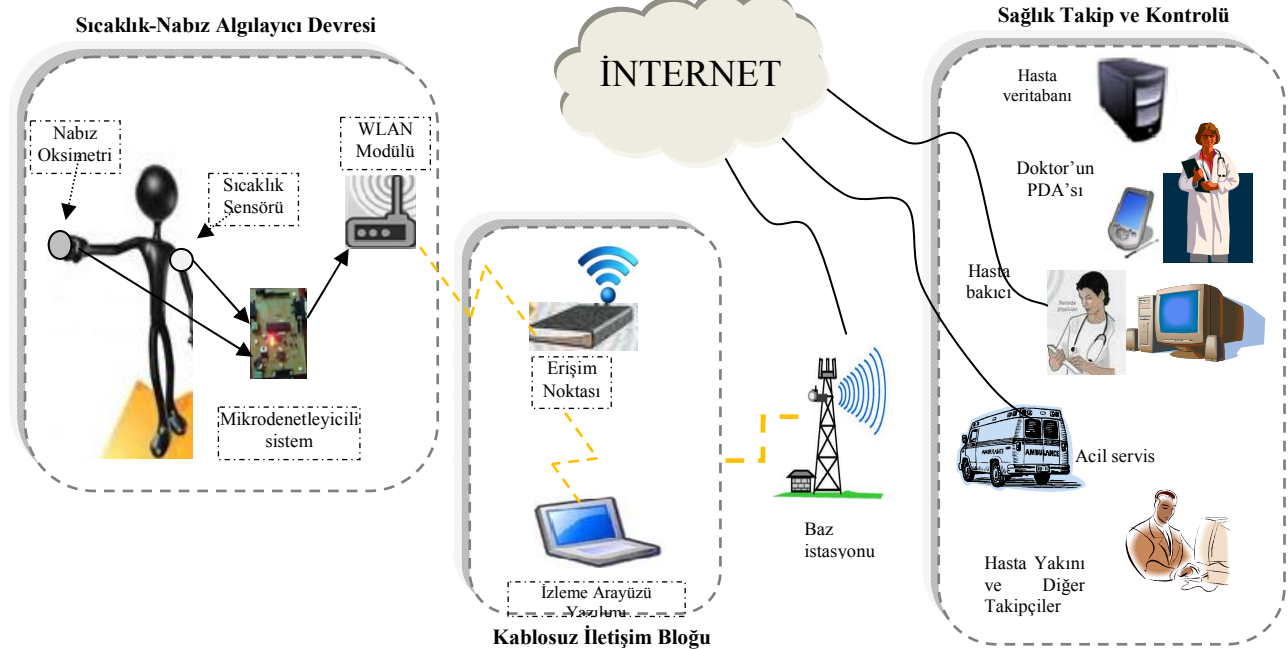 Sıcaklık-Nabız Algılayıcı Devresi
Nabız
Oksimetri
Sıcaklık
Sensörü
WLAN
Modülü
Mikrodenetleyicili
sistem
Erişim
Noktası
İzleme Arayüzü
Yazılımı
Kablosuz İletişim Bloğu
İNTERNET
Baz
istasyonu
Sağlık Takip ve Kontrolü
Hasta
veritabanı
Doktor’un
PDA’sı
Hasta
bakıcı
AMBULANCE
Acil servis
Hasta Yakını
ve Diğer
Takipçiler